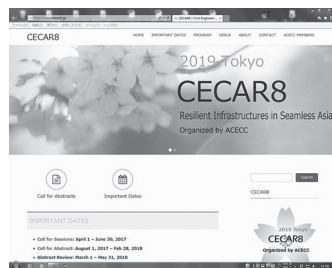 CECAR8 | Civil Engineeri...
CECAR8
HOME IMPORTANT DATES PROGRAM VENUE ABOUT CONTACT ACECC MEMBERS
2019 Tokyo
CECAR8
Resilient Infrastructures in Seamless Asia
Organized by ACECC
Call for Abstracts
Important Dates
Search
CECAR8
IMPORTANT DATES
• Call for Sessions: April 1 – June 30, 2017
• Call for Abstract: August 1, 2017 – Feb 28, 2018
• Abstract Review: March 1 – May 31, 2018
2019 Tokyo
CECAR8
Organized by ACECC